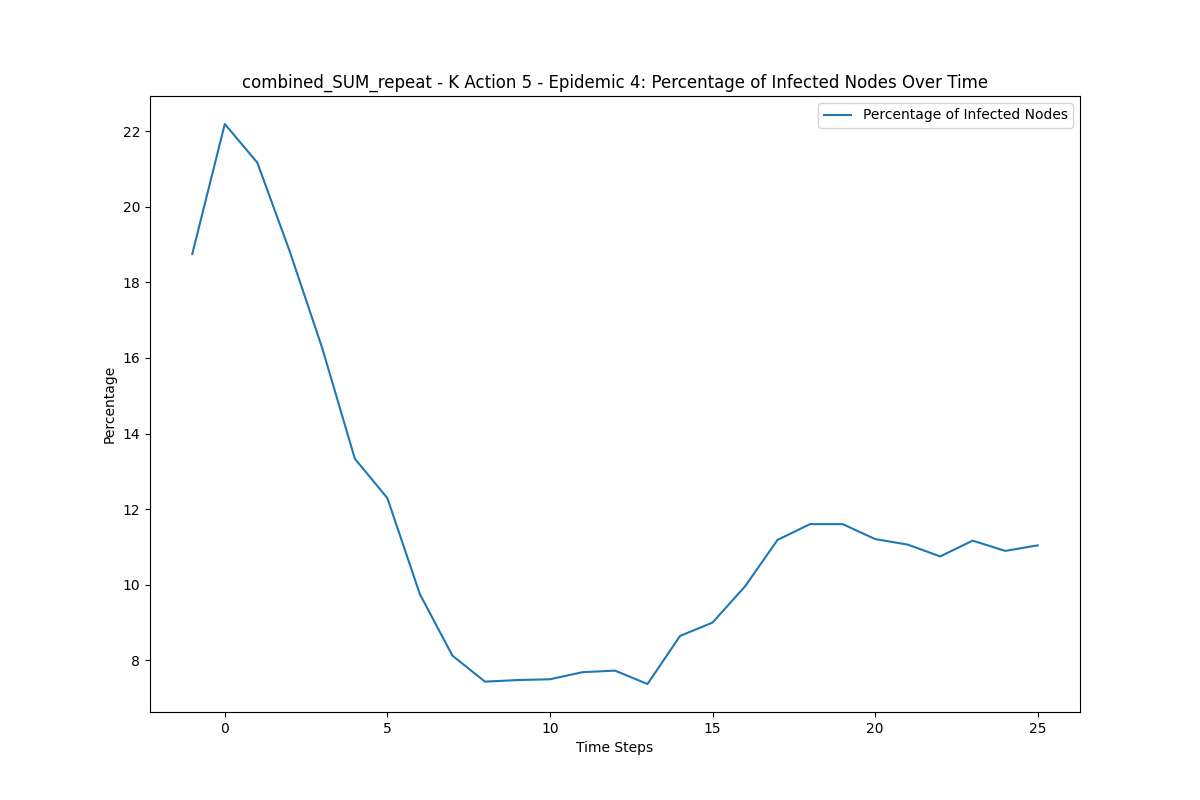 combined_SUM_repeat - K Action 5 - Epidemic 4: Percentage of Infected Nodes Over Time
Percentage of Infected Nodes
22
20
18
16
14
12
10
8
Percentage
0 5 10 15 20 25
Time Steps